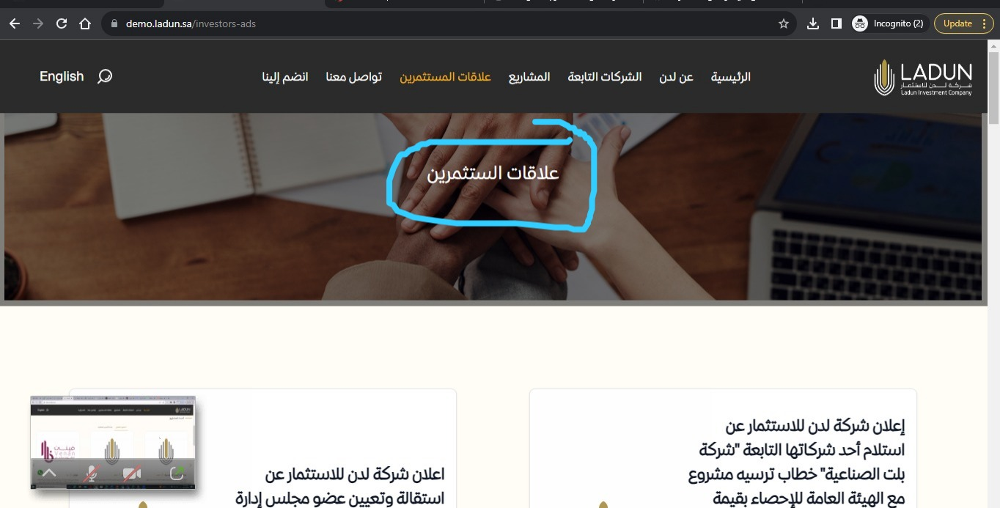 demo.ladun.sa/investors-ads
Incognito (2)
Update
LADUN
شركة لدن للاستثمار
Ladun Investment Company
الرئيسية
عن لدن
الشركات التابعة
المشاريع
علاقات المستثمرين
تواصل معنا
انضم إلينا
English
علاقات الستثمرين
إعلان شركة لدن للاستثمار عن
استلام أحد شركاتها التابعة "شركة
بلت الصناعية" خطاب ترسيه مشروع
مع الهيئة العامة للإحصاء بقيمة
اعلان شركة لدن للاستثمار عن
استقالة وتعيين عضو مجلس إدارة
LADUN
فينان
Venan